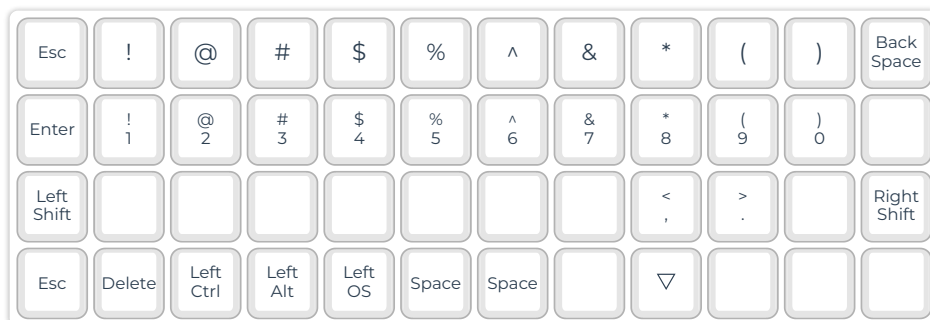 Esc ! @ # $ % ^ & * ( ) Back Space
Enter ! 1 @ 2 # 3 $ 4 % 5 ^ 6 & 7 * 8 ( 9 ) 0
Left Shift < , > . Right Shift
Esc Delete Left Ctrl Left Alt Left OS Space Space ▽